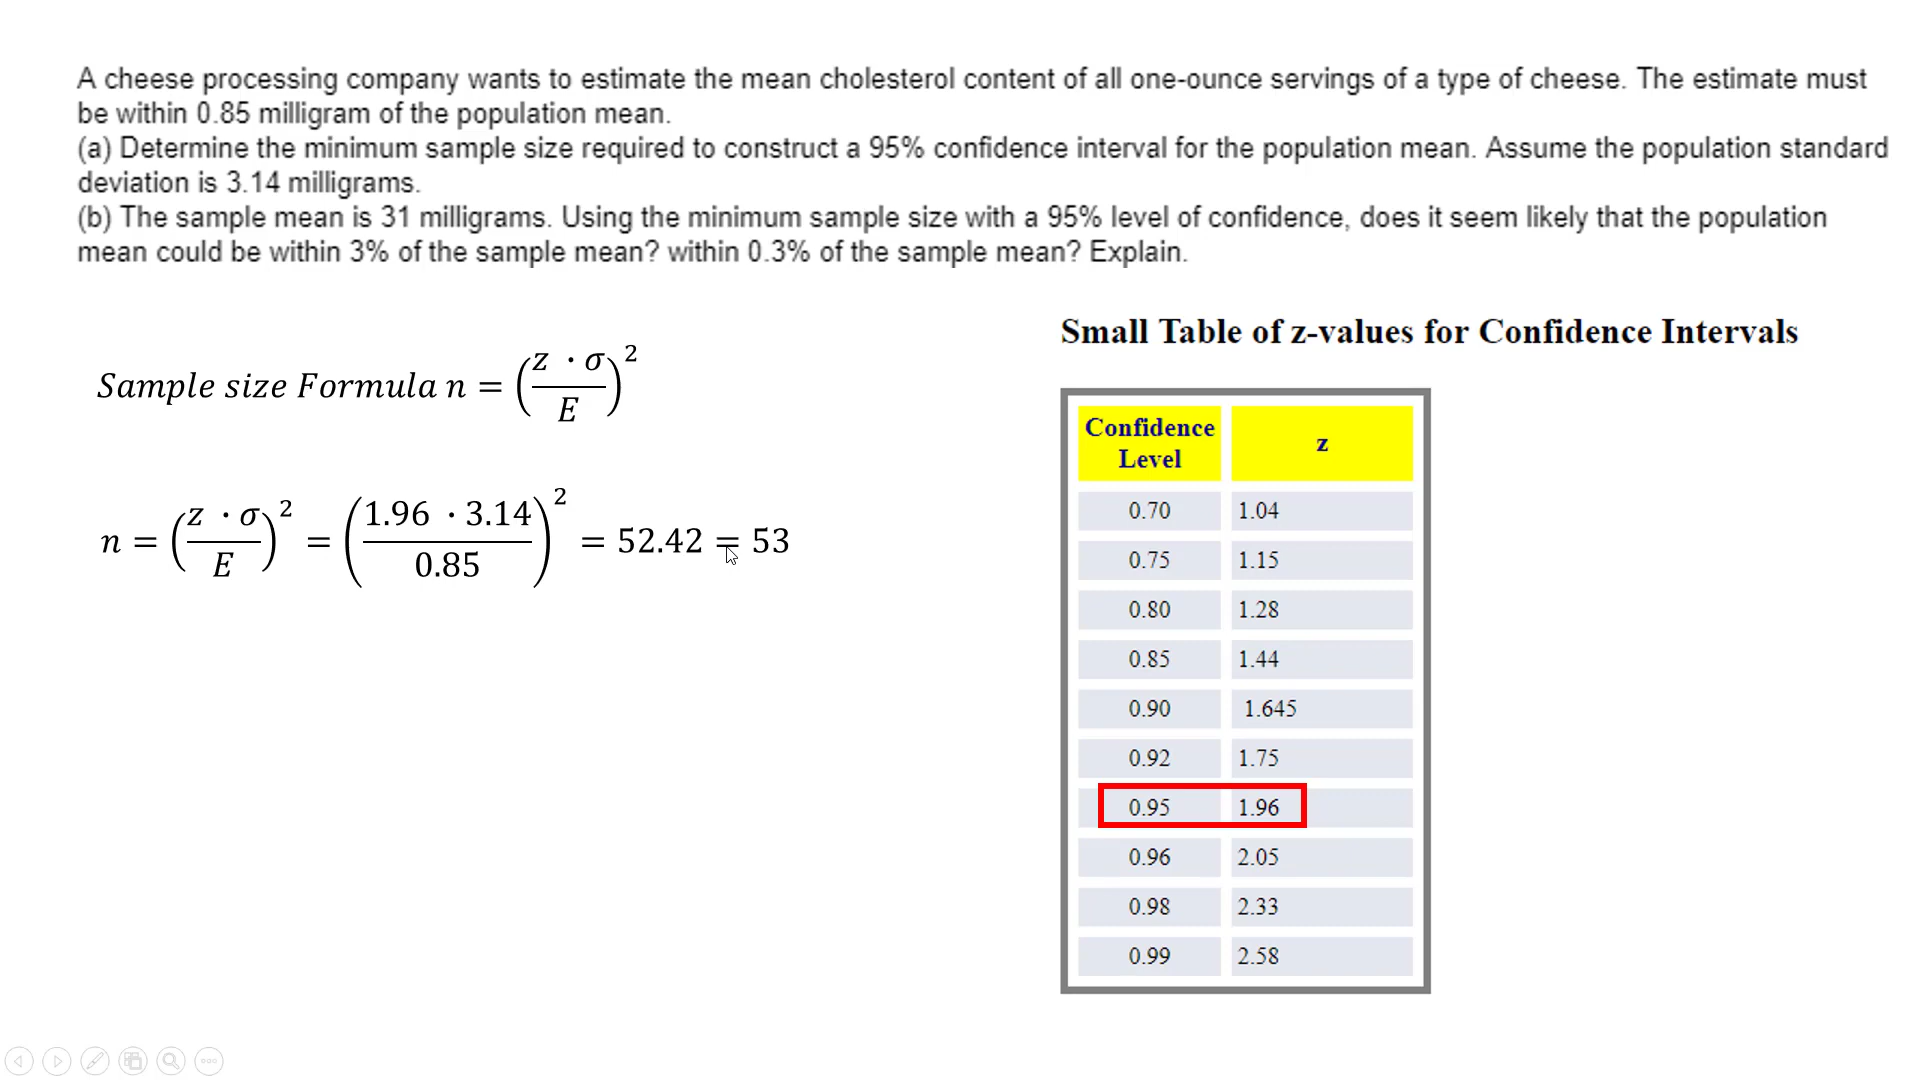 A cheese processing company wants to estimate the mean cholesterol content of all one-ounce servings of a type of cheese. The estimate must
be within 0.85 milligram of the population mean.
(a) Determine the minimum sample size required to construct a 95% confidence interval for the population mean. Assume the population standard
deviation is 3.14 milligrams.
(b) The sample mean is 31 milligrams. Using the minimum sample size with a 95% level of confidence, does it seem likely that the population
mean could be within 3% of the sample mean? within 0.3% of the sample mean? Explain.
Sample size Formula n = (z · σ / E)²
n = (z · σ / E)² = (1.96 · 3.14 / 0.85)² = 52.42 = 53
Small Table of z-values for Confidence Intervals
Confidence Level z
0.70 1.04
0.75 1.15
0.80 1.28
0.85 1.44
0.90 1.645
0.92 1.75
0.95 1.96
0.96 2.05
0.98 2.33
0.99 2.58